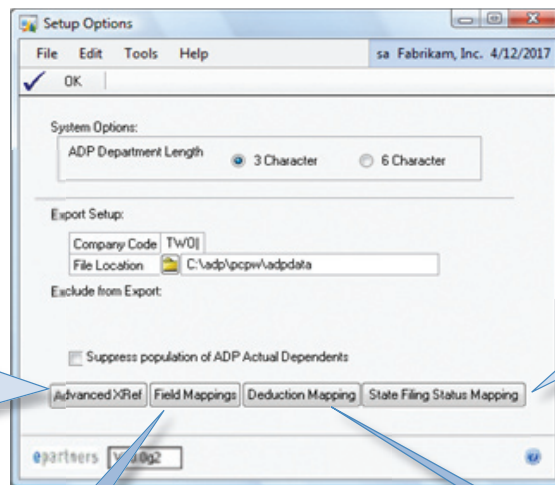 Setup Options
File Edit Tools Help sa Fabrikam, Inc. 4/12/2017
OK
System Options:
ADP Department Length 3 Character 6 Character
Export Setup:
Company Code TWO
File Location C:\adp\pcpw\adpdata
Exclude from Export:
Suppress population of ADP Actual Dependents
Advanced XRef Field Mappings Deduction Mapping State Filing Status Mapping
epartners